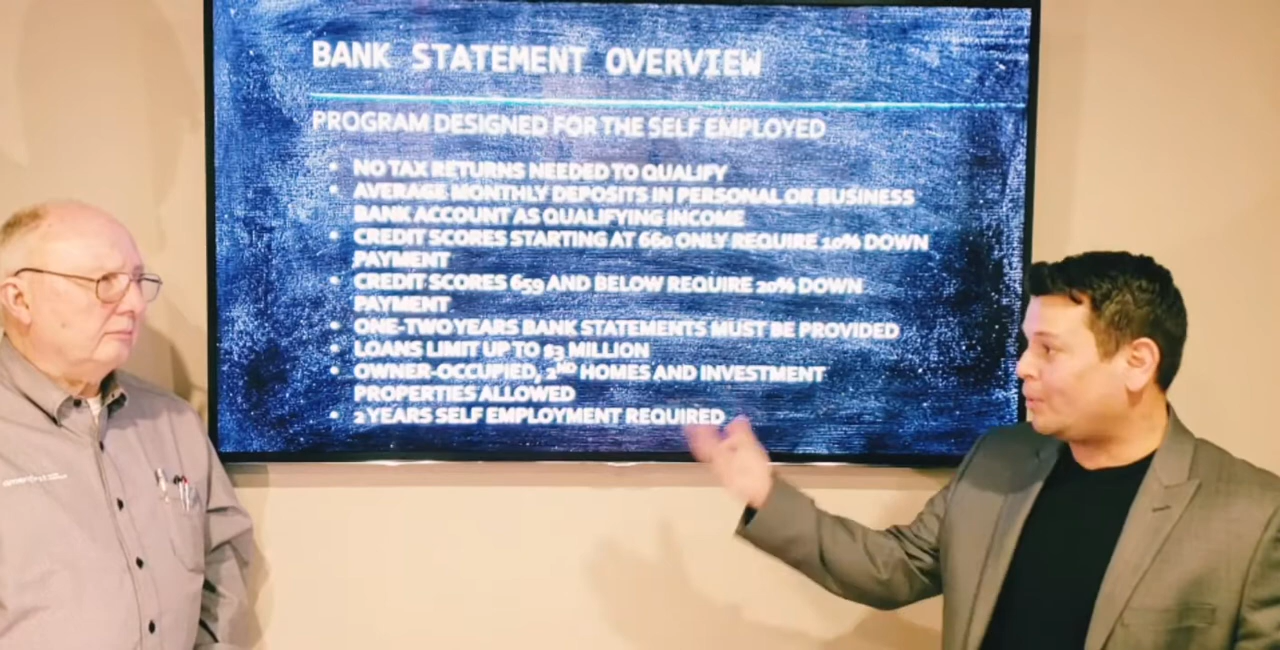 BANK STATEMENT OVERVIEW
PROGRAM DESIGNED FOR THE SELF EMPLOYED
• NO TAX RETURNS NEEDED TO QUALIFY
• AVERAGE MONTHLY DEPOSITS IN PERSONAL OR BUSINESS
BANK ACCOUNT AS QUALIFYING INCOME
• CREDIT SCORES STARTING AT 660 ONLY REQUIRE 10% DOWN
PAYMENT
• CREDIT SCORES 659 AND BELOW REQUIRE 20% DOWN
PAYMENT
• ONE-TWO YEARS BANK STATEMENTS MUST BE PROVIDED
• LOANS LIMIT UP TO $3 MILLION
• OWNER-OCCUPIED, 2ND HOMES AND INVESTMENT
PROPERTIES ALLOWED
• 2 YEARS SELF EMPLOYMENT REQUIRED